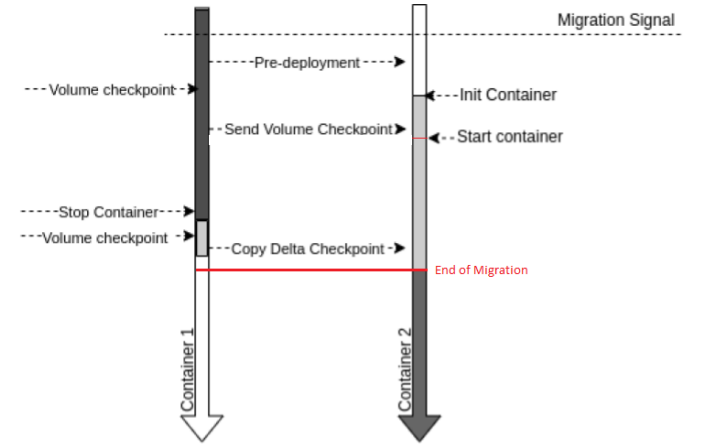 Migration Signal
Pre-deployment
Volume checkpoint
Init Container
Send Volume Checkpoint
Start container
Stop Container
Volume checkpoint
Copy Delta Checkpoint
End of Migration
Container 1
Container 2